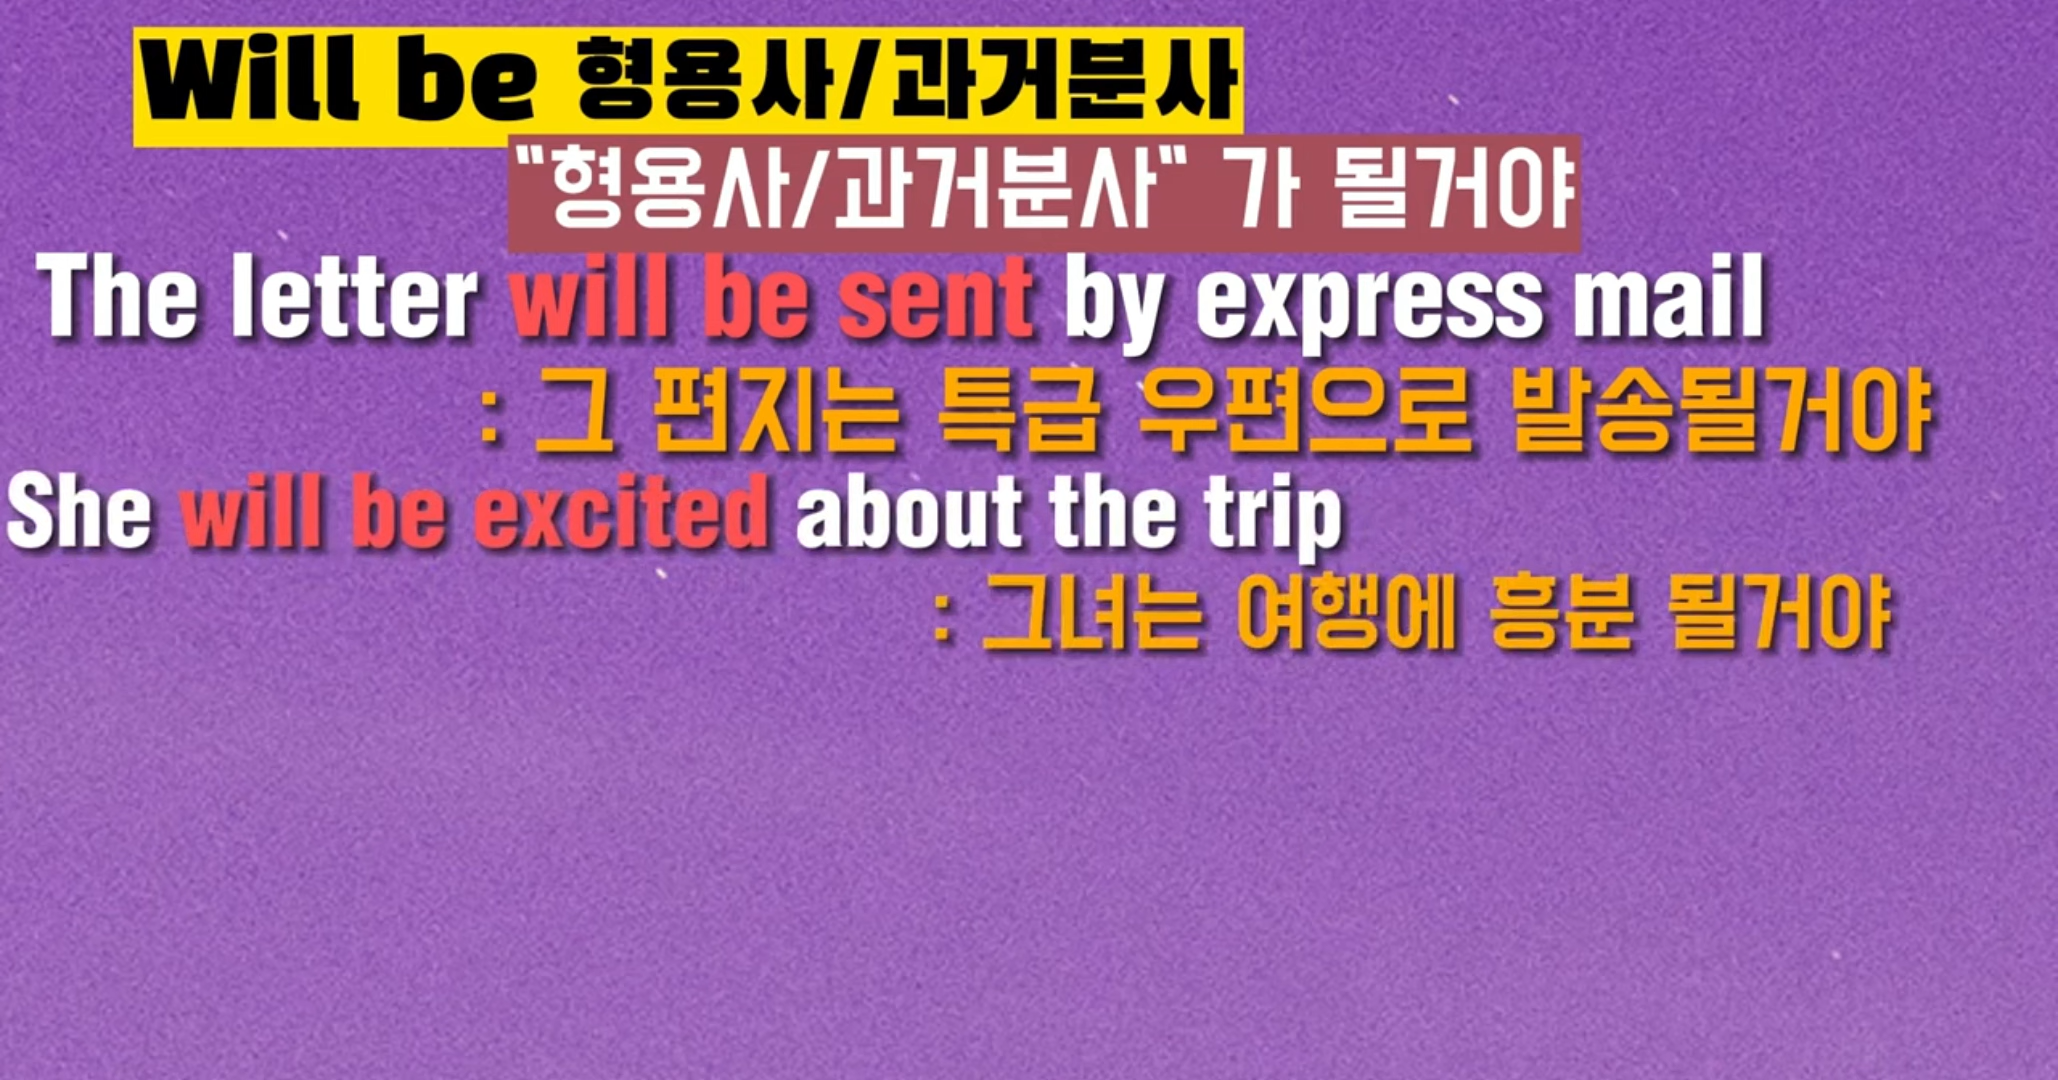 Will be 형용사/과거분사
"형용사/과거분사" 가 될거야
The letter will be sent by express mail
: 그 편지는 특급 우편으로 발송될거야
She will be excited about the trip
: 그녀는 여행에 흥분 될거야